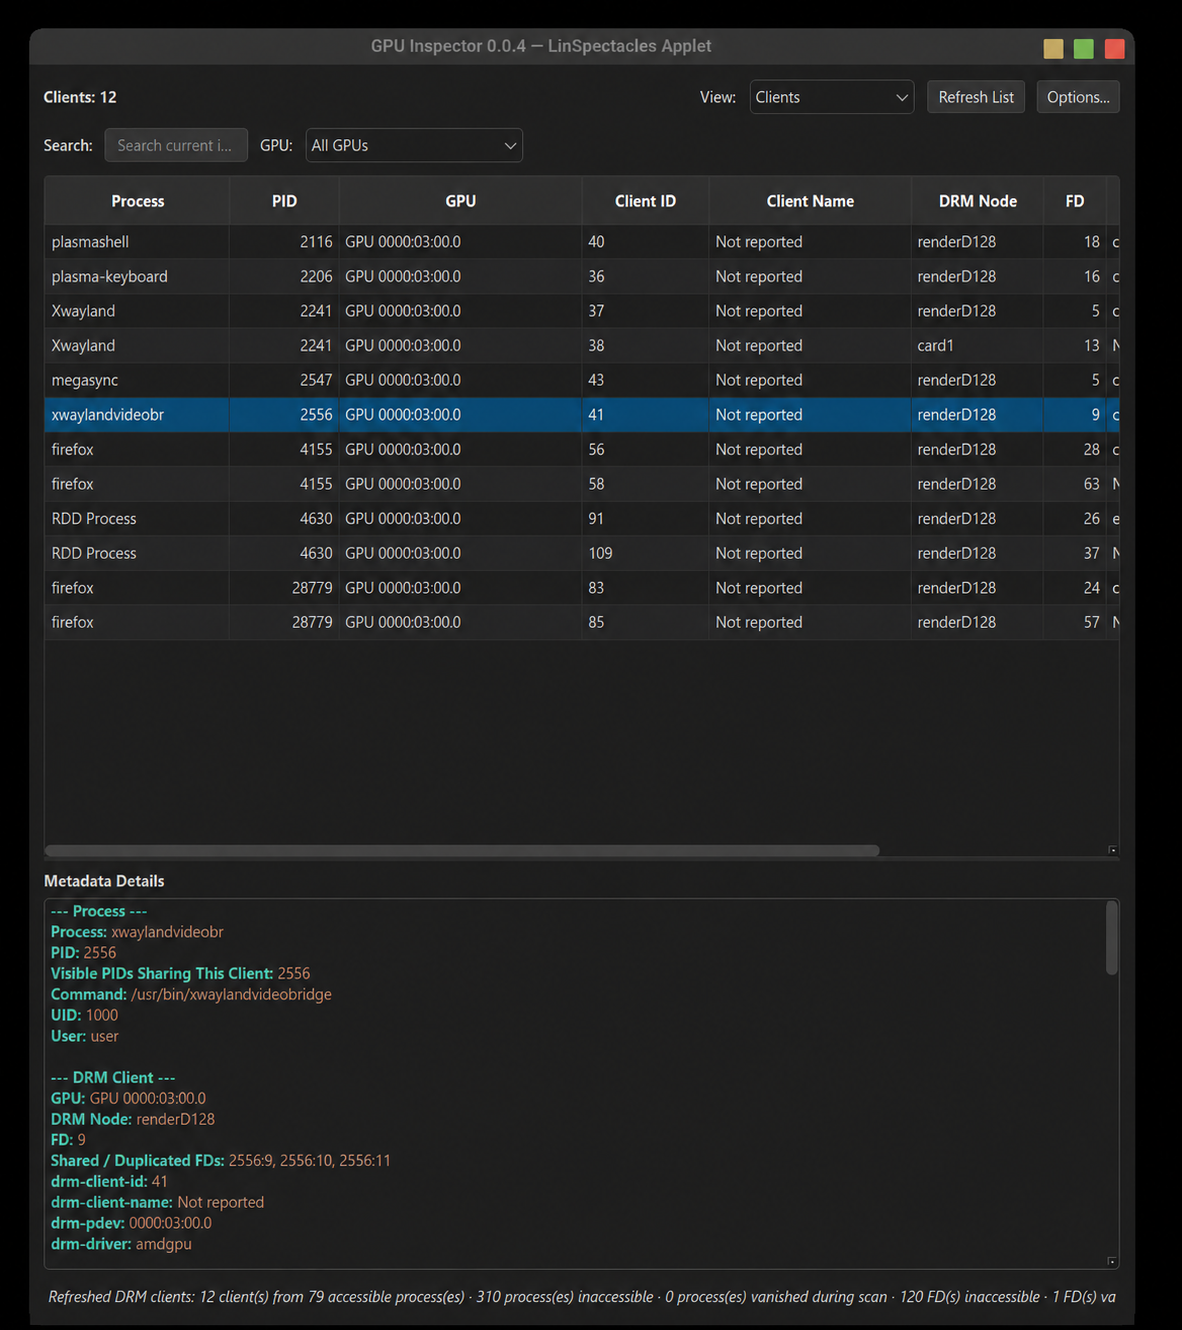 GPU Inspector 0.0.4 — LinSpectacles Applet
Clients: 12 View: Clients Refresh List Options...
Search: Search current i... GPU: All GPUs
Process PID GPU Client ID Client Name DRM Node FD
plasmashell 2116 GPU 0000:03:00.0 40 Not reported renderD128 18 c
plasma-keyboard 2206 GPU 0000:03:00.0 36 Not reported renderD128 16 c
Xwayland 2241 GPU 0000:03:00.0 37 Not reported renderD128 5 c
Xwayland 2241 GPU 0000:03:00.0 38 Not reported card1 13 N
megasync 2547 GPU 0000:03:00.0 43 Not reported renderD128 5 c
xwaylandvideobr 2556 GPU 0000:03:00.0 41 Not reported renderD128 9 c
firefox 4155 GPU 0000:03:00.0 56 Not reported renderD128 28 c
firefox 4155 GPU 0000:03:00.0 58 Not reported renderD128 63 N
RDD Process 4630 GPU 0000:03:00.0 91 Not reported renderD128 26 e
RDD Process 4630 GPU 0000:03:00.0 109 Not reported renderD128 37 N
firefox 28779 GPU 0000:03:00.0 83 Not reported renderD128 24 c
firefox 28779 GPU 0000:03:00.0 85 Not reported renderD128 57 N
Metadata Details
--- Process ---
Process: xwaylandvideobr
PID: 2556
Visible PIDs Sharing This Client: 2556
Command: /usr/bin/xwaylandvideobridge
UID: 1000
User: user
--- DRM Client ---
GPU: GPU 0000:03:00.0
DRM Node: renderD128
FD: 9
Shared / Duplicated FDs: 2556:9, 2556:10, 2556:11
drm-client-id: 41
drm-client-name: Not reported
drm-pdev: 0000:03:00.0
drm-driver: amdgpu
Refreshed DRM clients: 12 client(s) from 79 accessible process(es) · 310 process(es) inaccessible · 0 process(es) vanished during scan · 120 FD(s) inaccessible · 1 FD(s) va